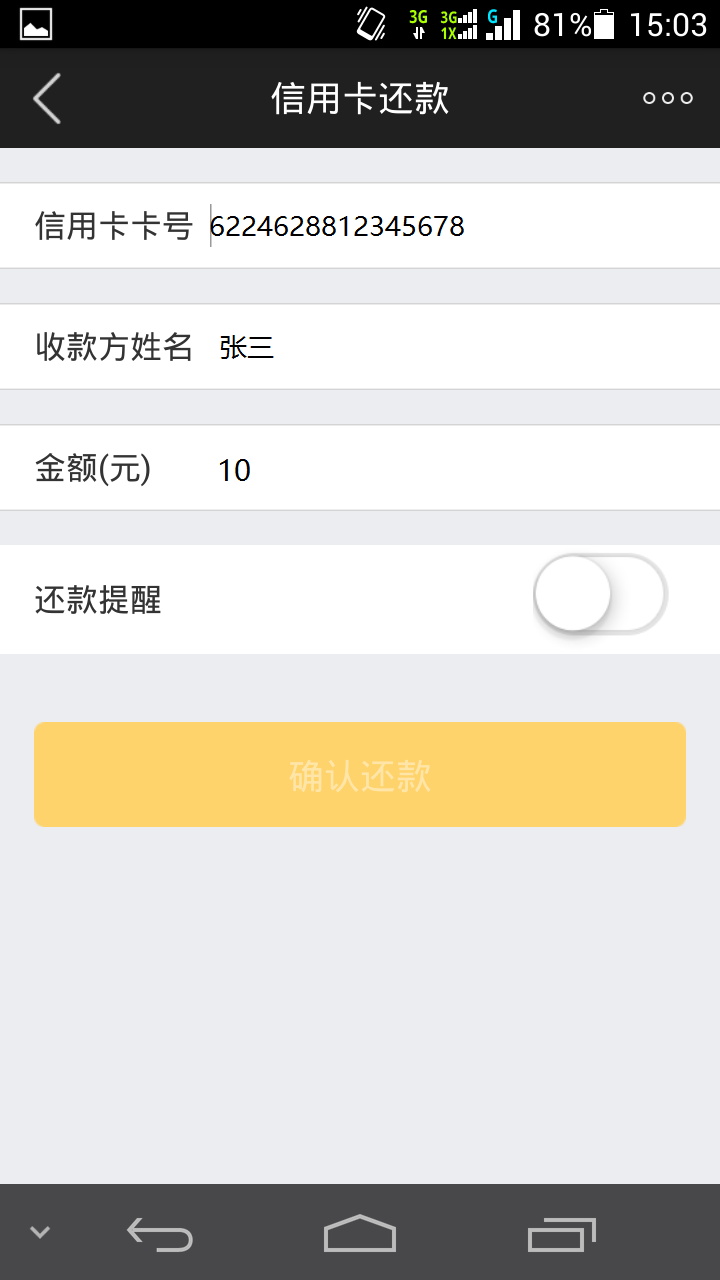 3G 3G 1X G 81% 15:03
信用卡还款
信用卡卡号 6224628812345678
收款方姓名 张三
金额(元) 10
还款提醒
确认还款